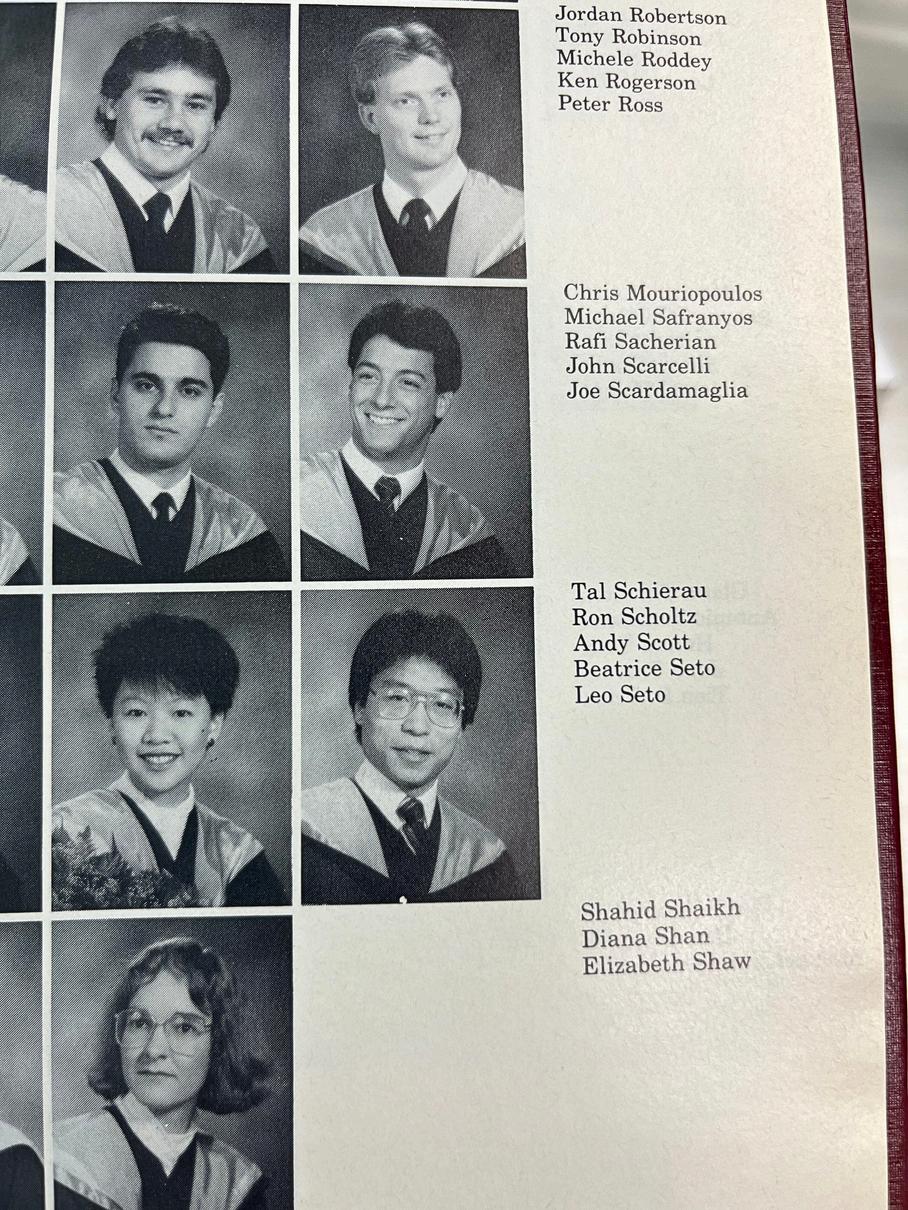 Jordan Robertson
Tony Robinson
Michele Roddey
Ken Rogerson
Peter Ross
Chris Mouriopoulos
Michael Safranyos
Rafi Sacherian
John Scarcelli
Joe Scardamaglia
Tal Schierau
Ron Scholtz
Andy Scott
Beatrice Seto
Leo Seto
Shahid Shaikh
Diana Shan
Elizabeth Shaw